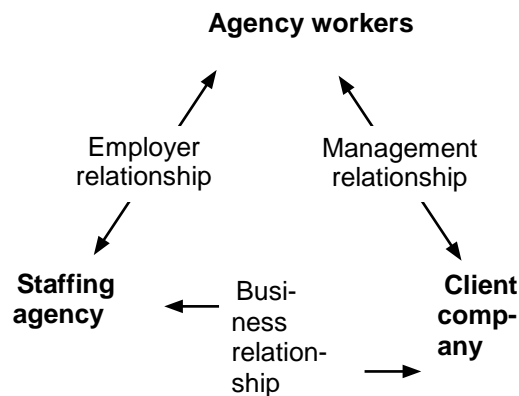 Agency workers
Employer
relationship
Management
relationship
Staffing
agency
Busi-
ness
relation-
ship
Client
comp-
any